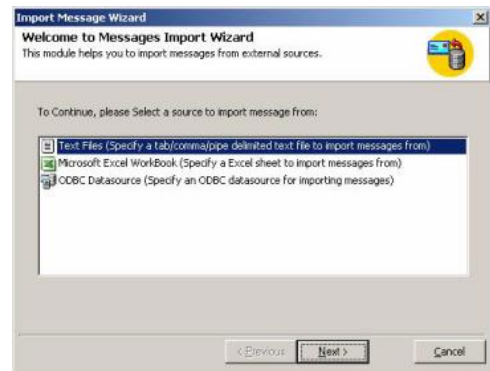 Import Message Wizard
Welcome to Messages Import Wizard
This module helps you to import messages from external sources.
To Continue, please Select a source to import message from:
Text Files (Specify a tab/comma/pipe delimited text file to import messages from)
Microsoft Excel WorkBook (Specify a Excel sheet to import messages from)
ODBC Datasource (Specify an ODBC datasource for importing messages)
< Previous
Next >
Cancel